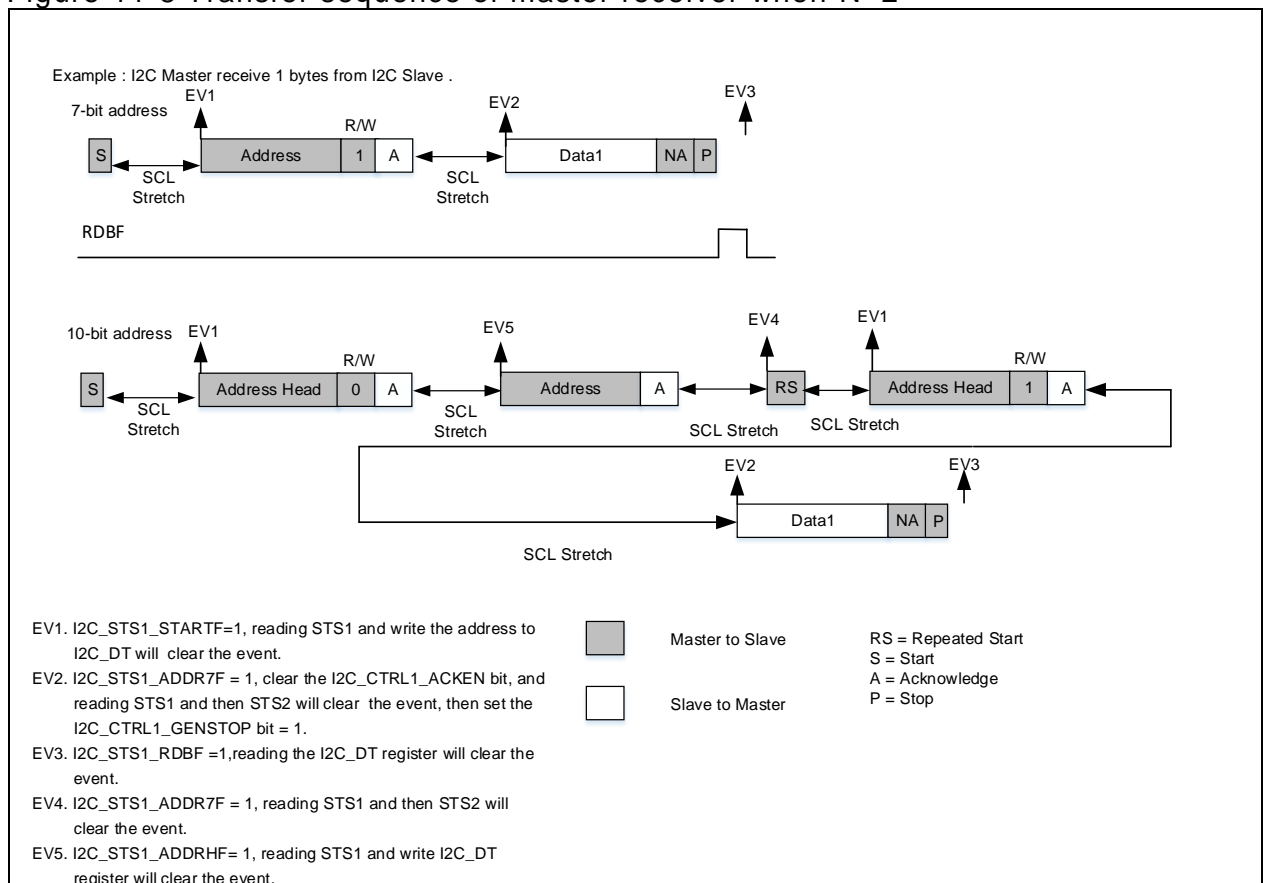 Figure 11-8 Transfer sequence of master receiver when N=2
Example : I2C Master receive 1 bytes from I2C Slave .
7-bit address
EV1
EV2
EV3
R/W
S
Address
1
A
Data1
NA
P
SCL
Stretch
SCL
Stretch
RDBF
10-bit address
EV1
EV5
EV4
EV1
R/W
R/W
S
Address Head
0
A
Address
A
RS
Address Head
1
A
SCL
Stretch
SCL
Stretch
SCL Stretch
SCL Stretch
EV2
EV3
Data1
NA
P
SCL Stretch
EV1. I2C_STS1_STARTF=1, reading STS1 and write the address to
I2C_DT will clear the event.
EV2. I2C_STS1_ADDR7F = 1, clear the I2C_CTRL1_ACKEN bit, and
reading STS1 and then STS2 will clear the event, then set the
I2C_CTRL1_GENSTOP bit = 1.
EV3. I2C_STS1_RDBF =1,reading the I2C_DT register will clear the
event.
EV4. I2C_STS1_ADDR7F = 1, reading STS1 and then STS2 will
clear the event.
EV5. I2C_STS1_ADDRHF= 1, reading STS1 and write I2C_DT
register will clear the event.
Master to Slave
Slave to Master
RS = Repeated Start
S = Start
A = Acknowledge
P = Stop